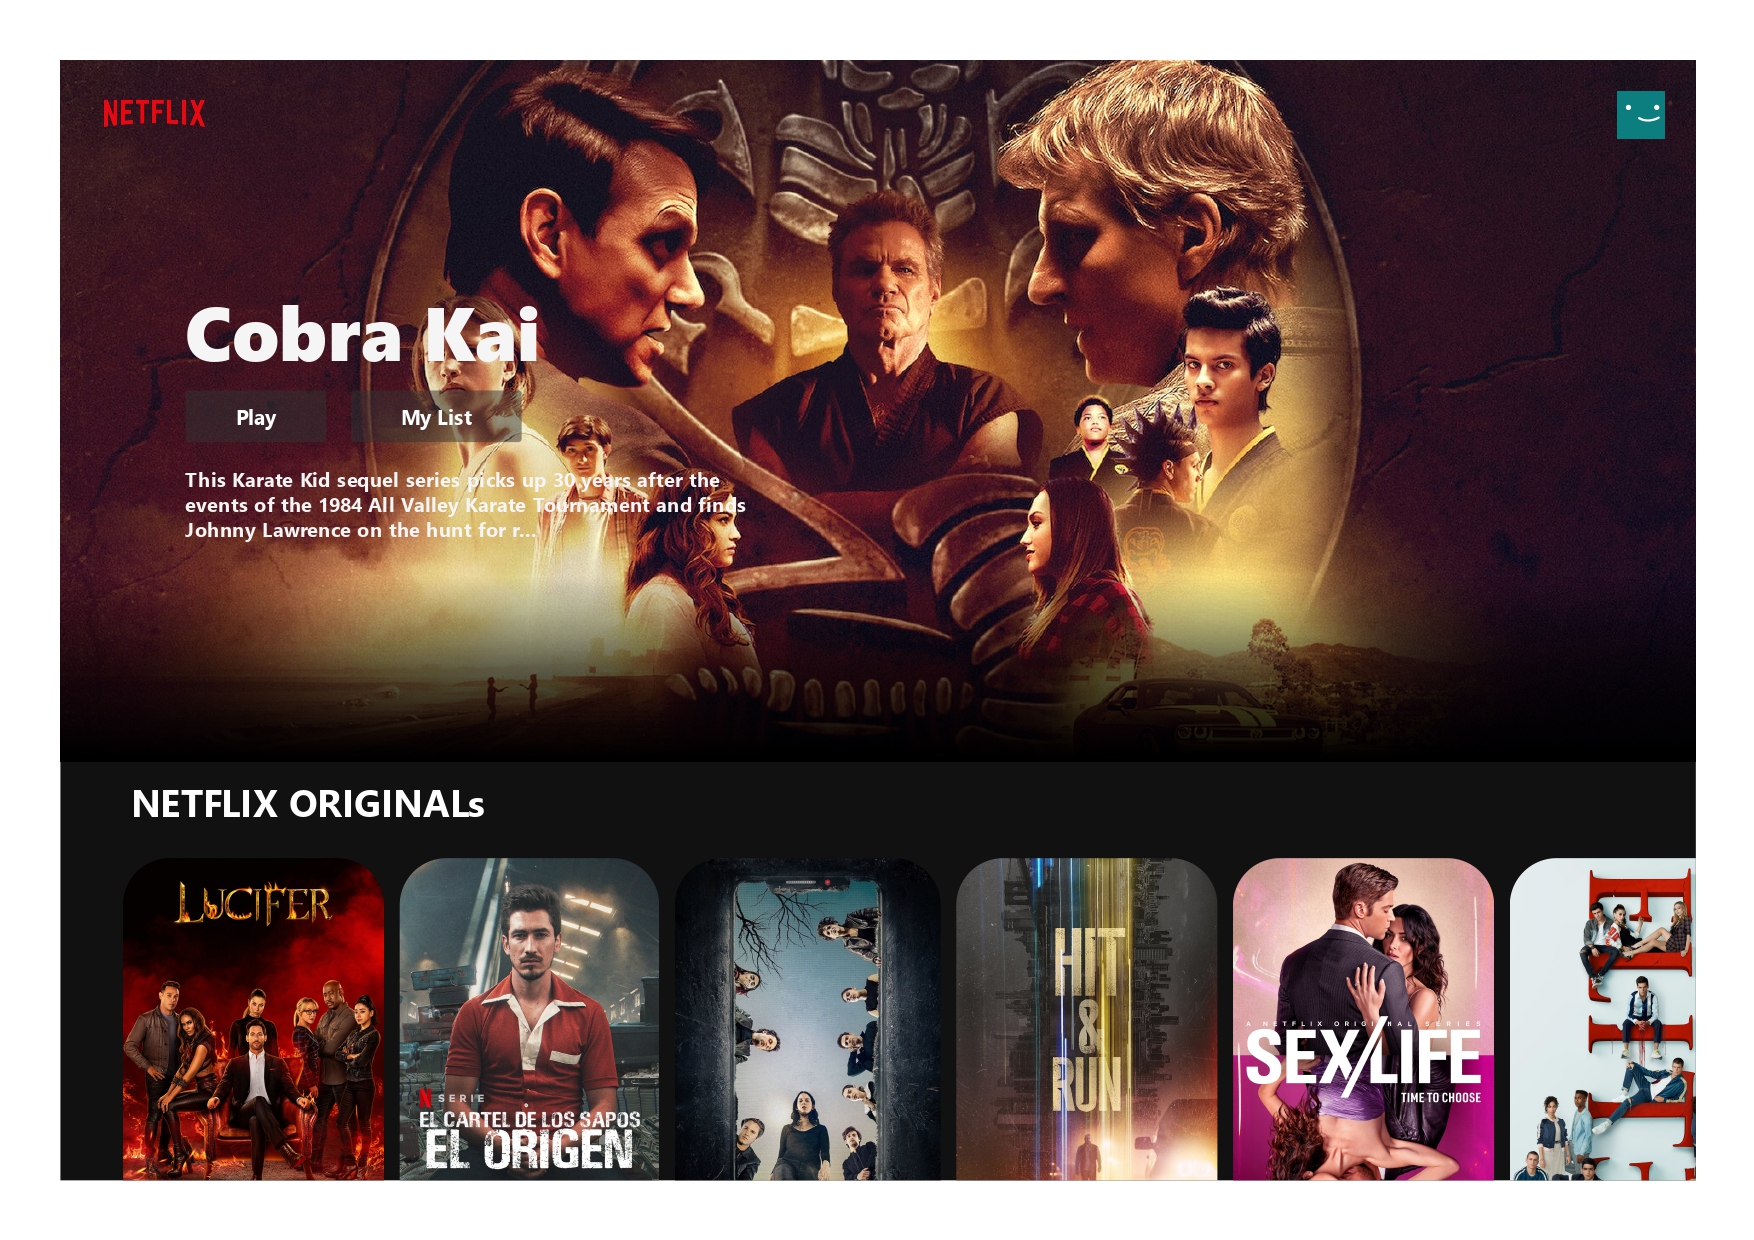 NETFLIX
Cobra Kai
Play
My List
This Karate Kid sequel series picks up 30 years after the
events of the 1984 All Valley Karate Tournament and finds
Johnny Lawrence on the hunt for r...
NETFLIX ORIGINALs
LUCIFER
N SERIE
EL CARTEL DE LOS SAPOS
EL ORIGEN
HIT
&
RUN
A NETFLIX ORIGINAL SERIES
SEX/LIFE
TIME TO CHOOSE